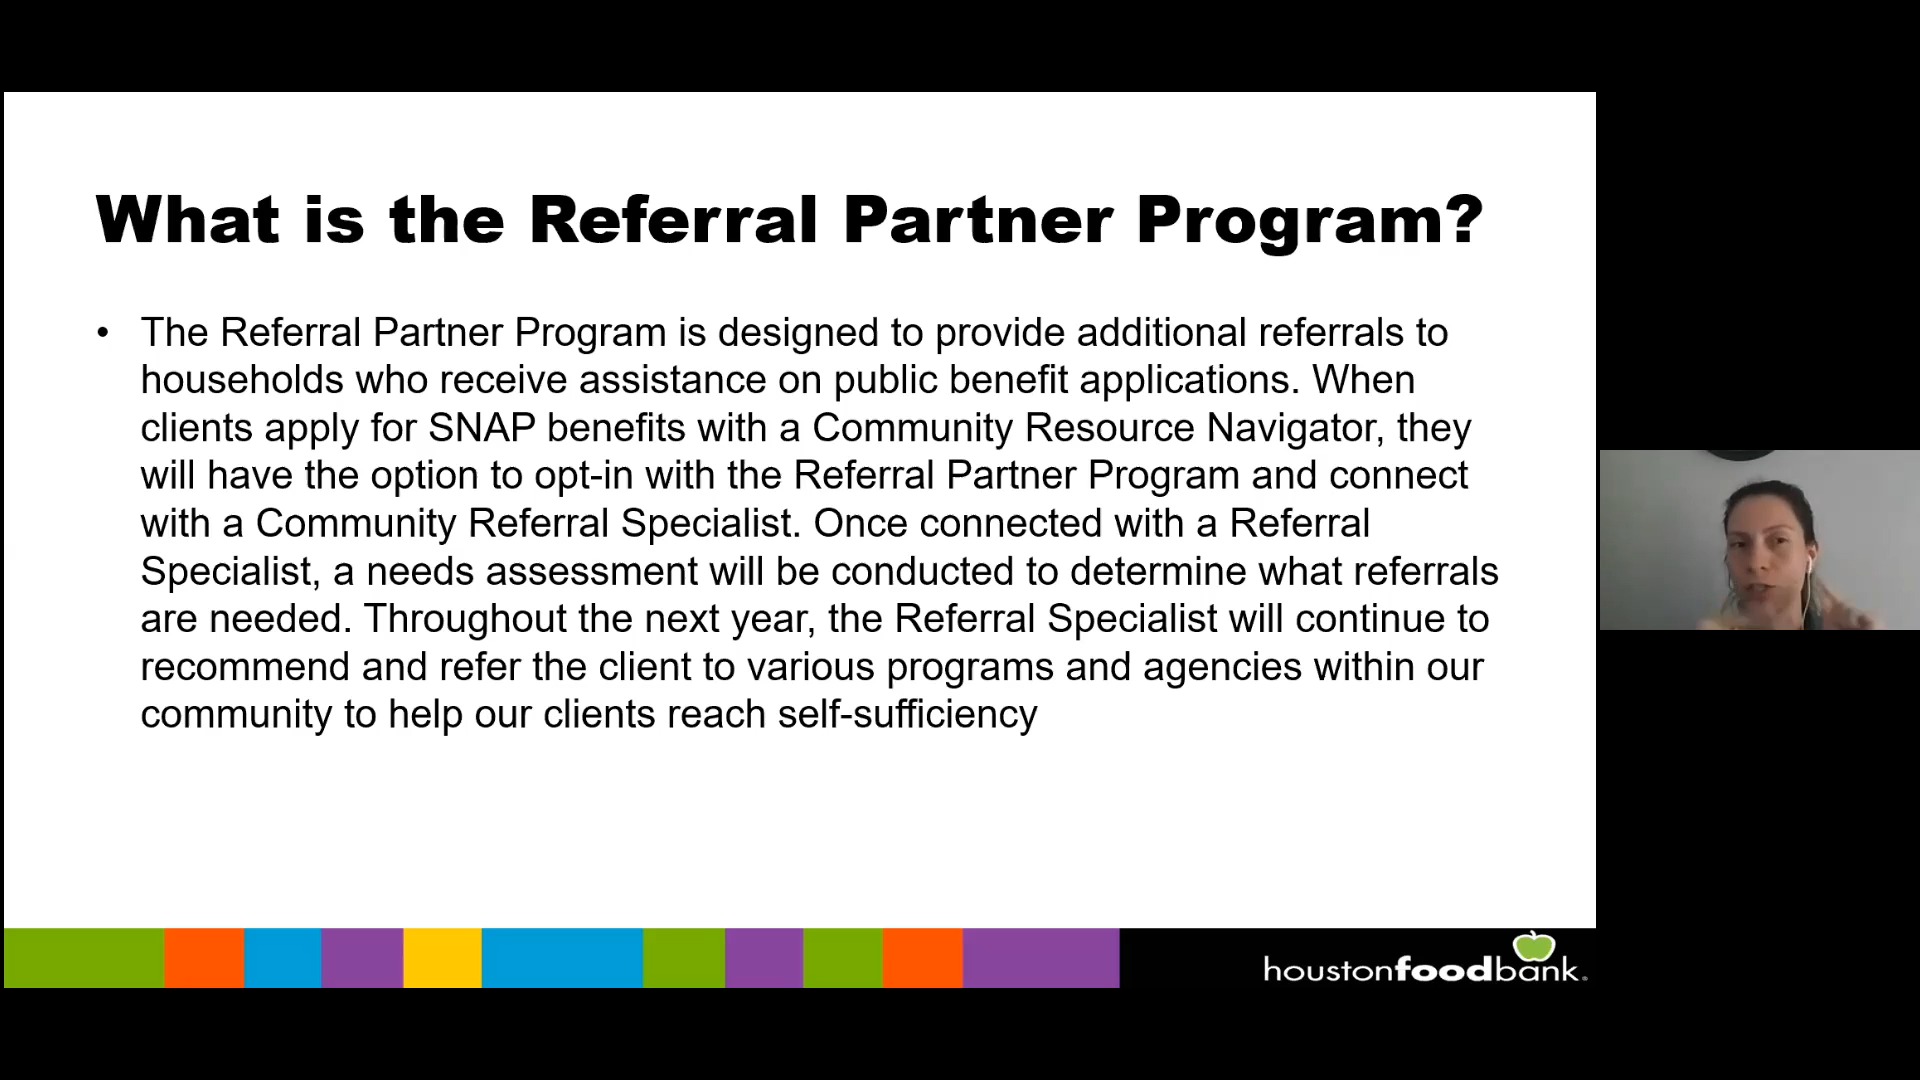 What is the Referral Partner Program?
• The Referral Partner Program is designed to provide additional referrals to
households who receive assistance on public benefit applications. When
clients apply for SNAP benefits with a Community Resource Navigator, they
will have the option to opt-in with the Referral Partner Program and connect
with a Community Referral Specialist. Once connected with a Referral
Specialist, a needs assessment will be conducted to determine what referrals
are needed. Throughout the next year, the Referral Specialist will continue to
recommend and refer the client to various programs and agencies within our
community to help our clients reach self-sufficiency
houstonfoodbank.